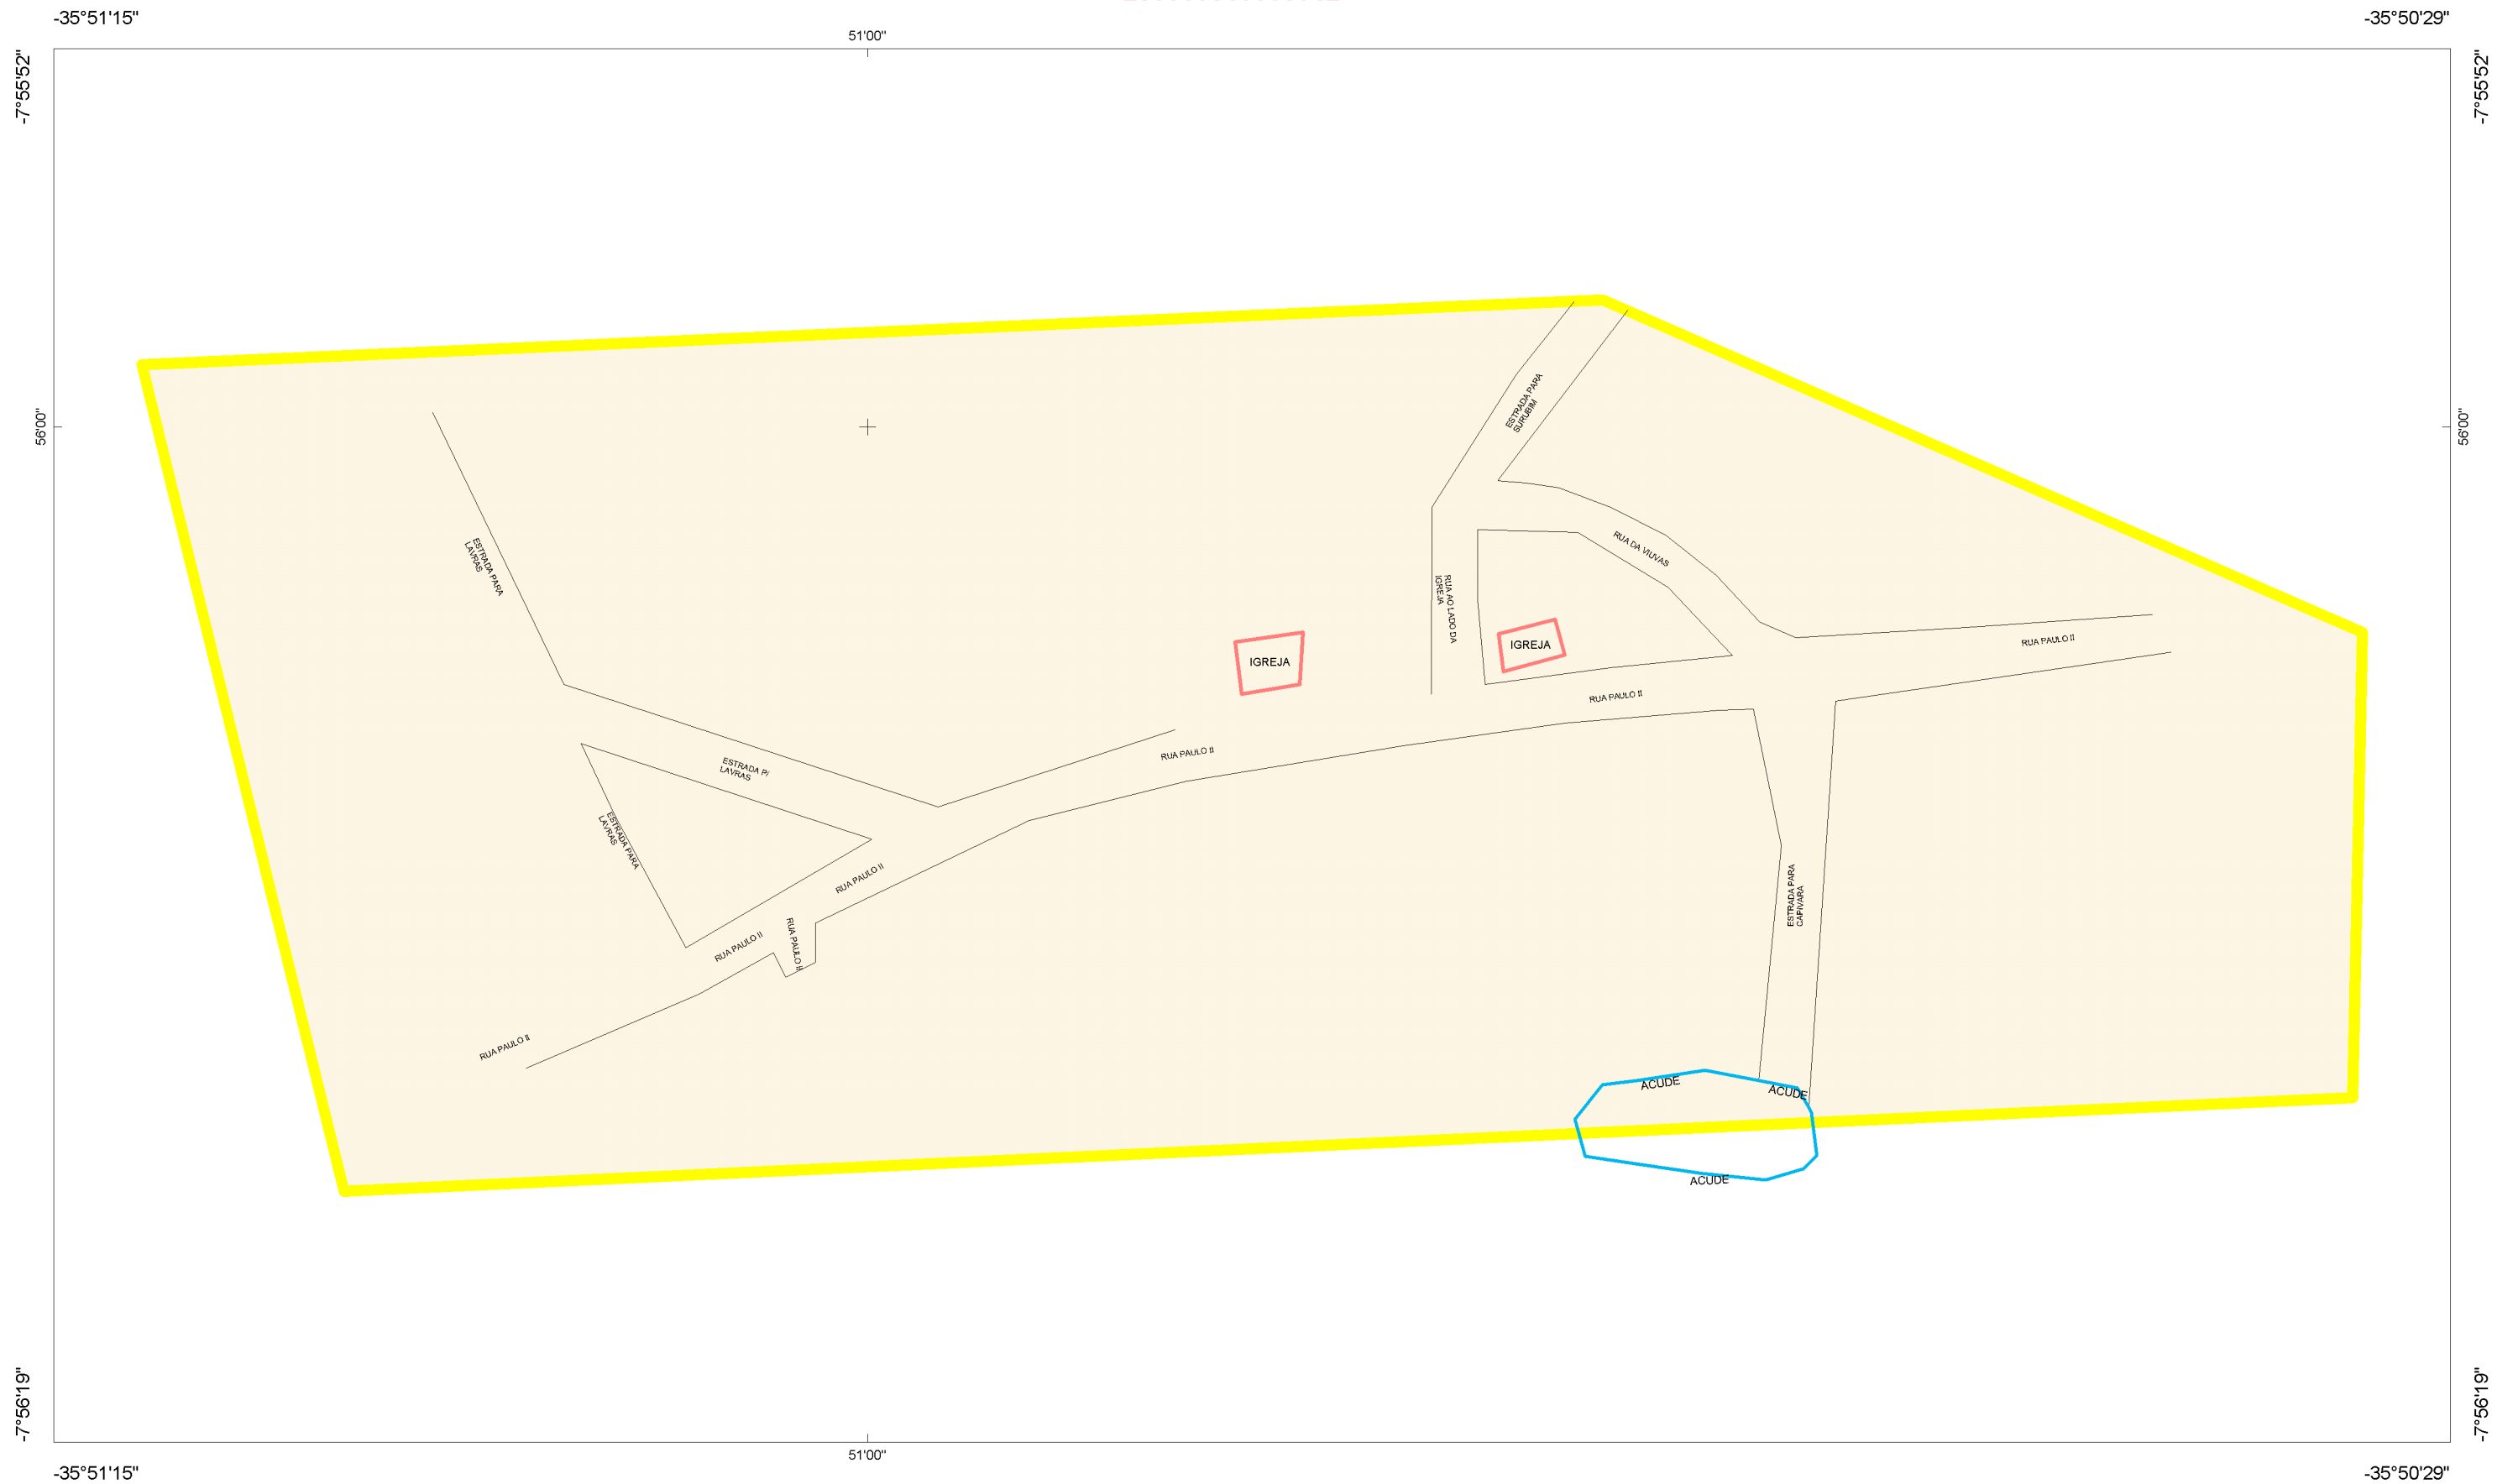 -35°51'15"
-35°50'29"
51'00"
-7°55'52"
-7°55'52"
ESTRADA PARA
SURUBIM
56'00"
56'00"
ESTRADA PARA
LAVRAS
RUA DA VIUVAS
RUA AO LADO DA
IGREJA
IGREJA
IGREJA
RUA PAULO II
RUA PAULO II
RUA PAULO II
ESTRADA P/
LAVRAS
ESTRADA PARA
LAVRAS
RUA PAULO II
ESTRADA PARA
CAPIVARA
RUA PAULO II
RUA PAULO II
RUA PAULO II
ACUDE
ACUDE
ACUDE
-7°56'19"
-7°56'19"
51'00"
-35°51'15"
-35°50'29"